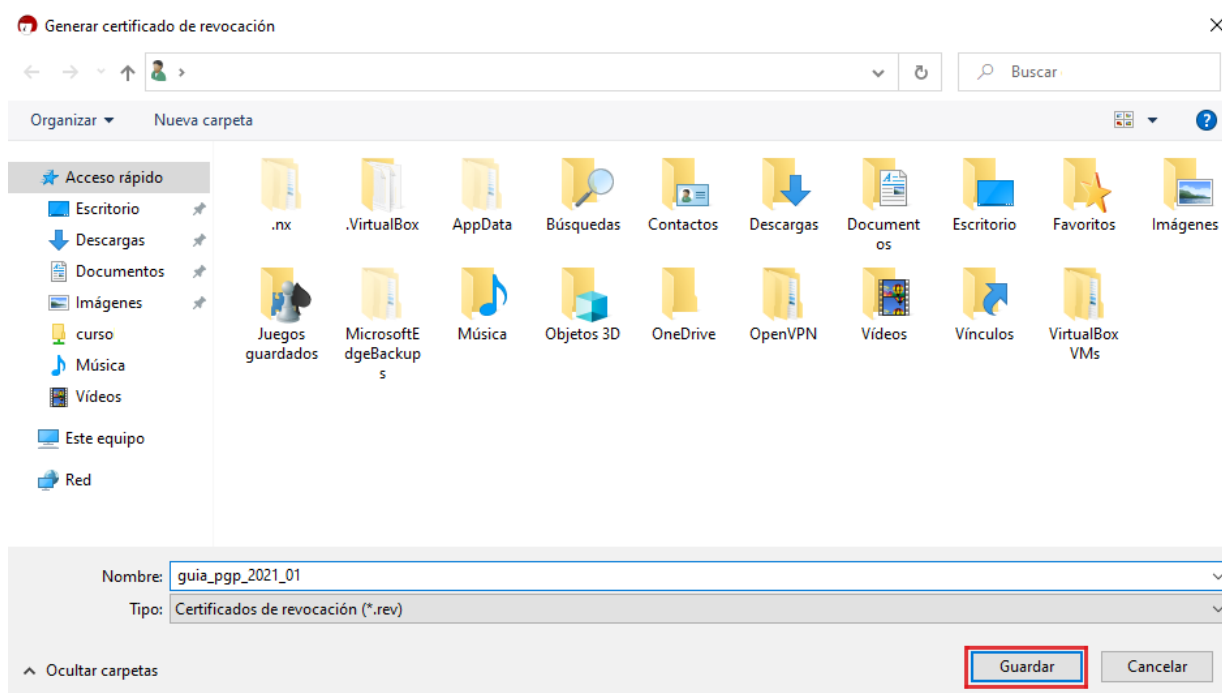 Generar certificado de revocación
Buscar
Organizar
Nueva carpeta
Acceso rápido
Escritorio
Descargas
Documentos
Imágenes
curso
Música
Vídeos
Este equipo
Red
.nx
.VirtualBox
AppData
Búsquedas
Contactos
Descargas
Document
os
Escritorio
Favoritos
Imágenes
Juegos
guardados
MicrosoftE
dgeBackup
s
Música
Objetos 3D
OneDrive
OpenVPN
Vídeos
Vínculos
VirtualBox
VMs
Nombre: guia_pgp_2021_01
Tipo: Certificados de revocación (*.rev)
Ocultar carpetas
Guardar
Cancelar